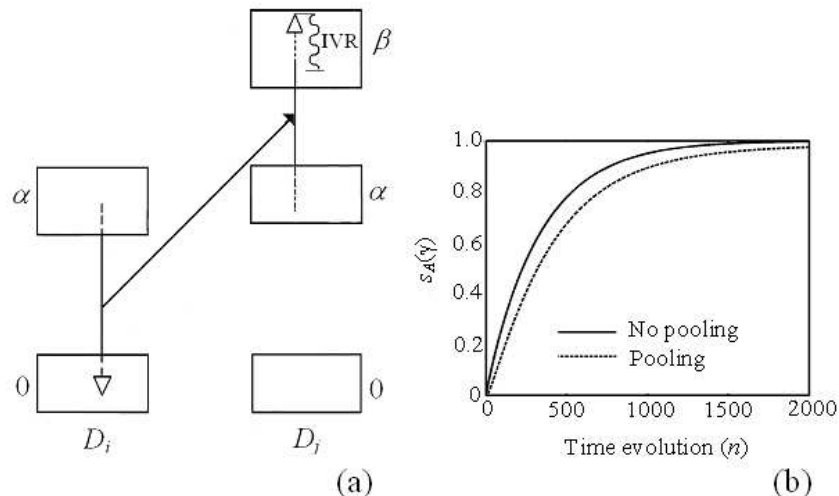 IVR
β
α
α
0
0
D_i
D_j
(a)
1.0
0.8
0.6
0.4
0.2
0
s_A(γ)
No pooling
Pooling
0
500
1000
1500
2000
Time evolution (n)
(b)